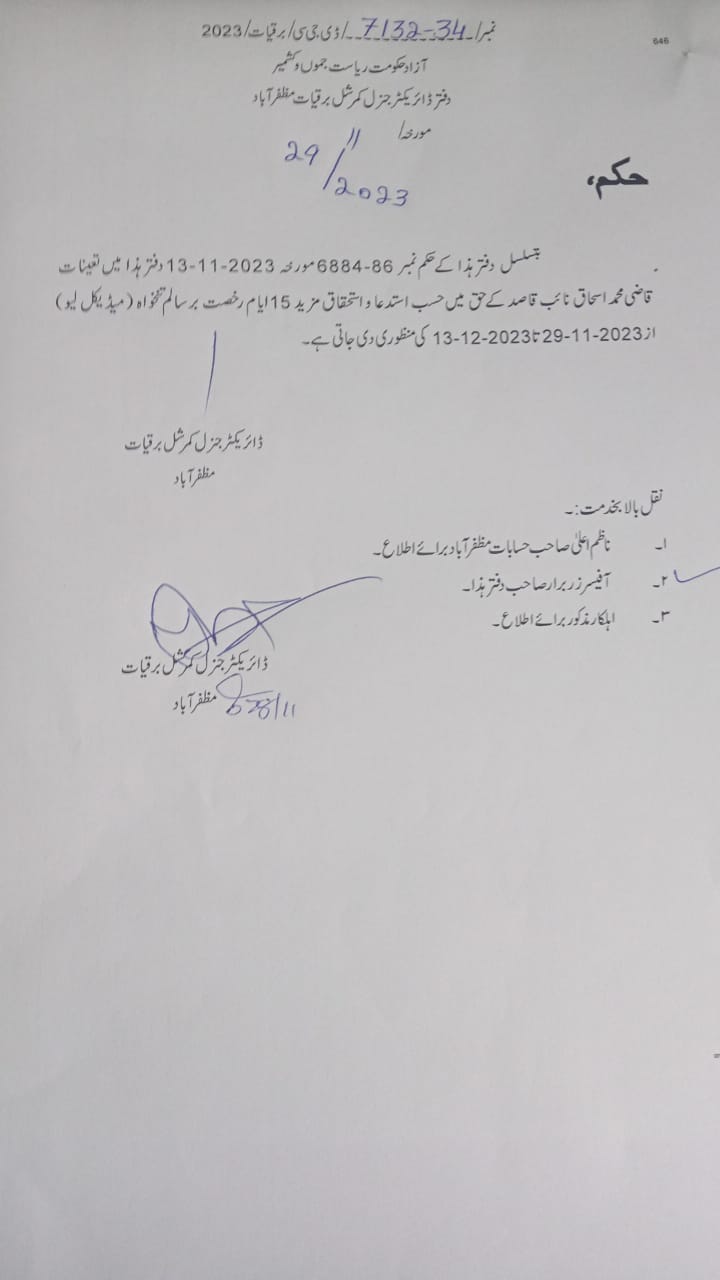 نمبر/ 7132-34 /ڈی جی سی/برقیات/2023
646
آزاد حکومت ریاست جموں وکشمیر
دفتر ڈائریکٹر جنرل کمرشل برقیات مظفرآباد
مورخہ/
29/11/2023
حکم،
بتسلسل دفتر ہذا کے حکم نمبر 86-6884 مورخہ 13-11-2023 دفتر ہذا میں تعینات
قاضی محمد اسحاق نائب قاصد کے حق میں حسب استدعا و استحقاق مزید 15 ایام رخصت برسالم تنخواہ (میڈیکل لیو)
از 29-11-2023 تا 13-12-2023 کی منظوری دی جاتی ہے۔
ڈائریکٹر جنرل کمرشل برقیات
مظفرآباد
نقل بالا بخدمت:۔
۱۔ ناظم اعلیٰ صاحب حسابات مظفرآباد برائے اطلاع۔
۲۔ آفیسر زربرار صاحب دفتر ہذا۔
۳۔ اہلکار مذکور برائے اطلاع۔
ڈائریکٹر جنرل کمرشل برقیات
مظفرآباد 28/11